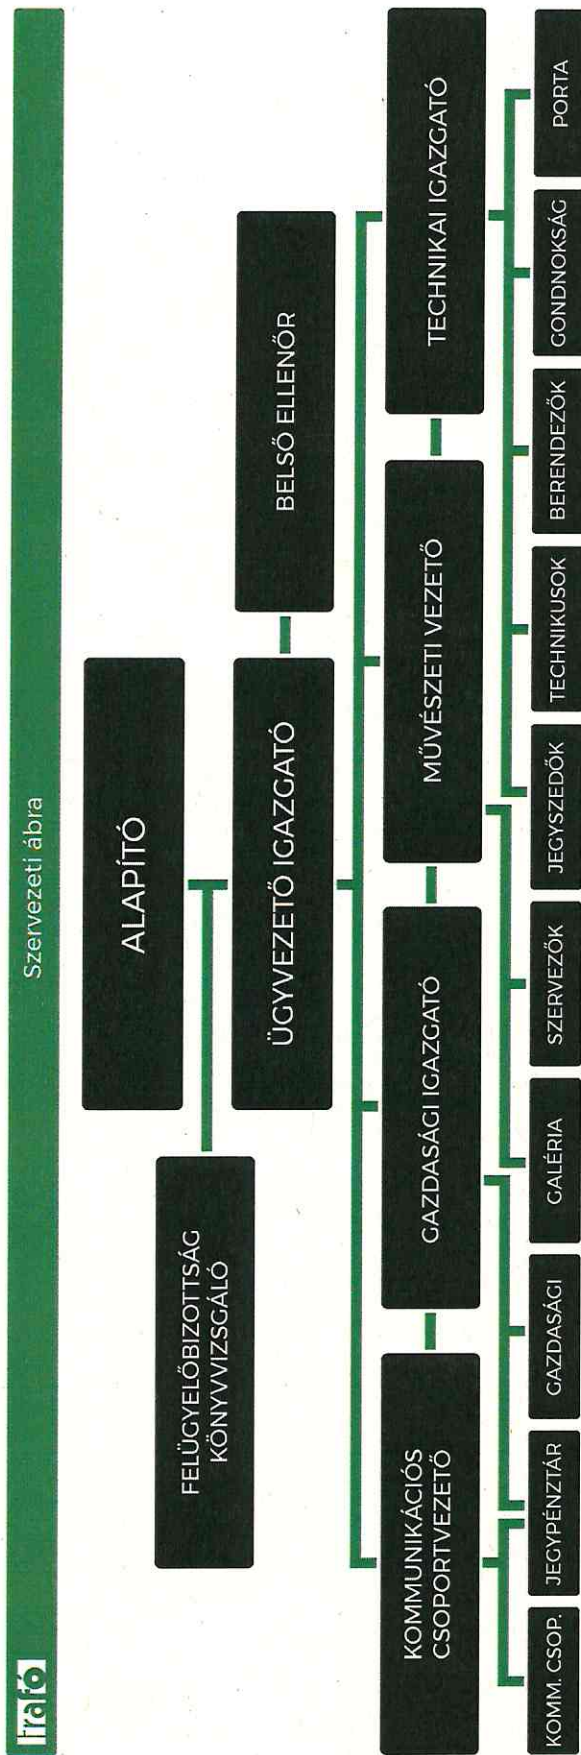 trafó
Szervezeti ábra
ALAPÍTÓ
FELÜGYELŐBIZOTTSÁG
KÖNYVVIZSGÁLÓ
ÜGYVEZETŐ IGAZGATÓ
BELSŐ ELLENŐR
KOMMUNIKÁCIÓS
CSOPORTVEZETŐ
GAZDASÁGI IGAZGATÓ
MŰVÉSZETI VEZETŐ
TECHNIKAI IGAZGATÓ
KOMM. CSOP.
JEGYPÉNZTÁR
GAZDASÁGI
GALÉRIA
SZERVEZŐK
JEGYSZEDŐK
TECHNIKUSOK
BERENDEZŐK
GONDNOKSÁG
PORTA